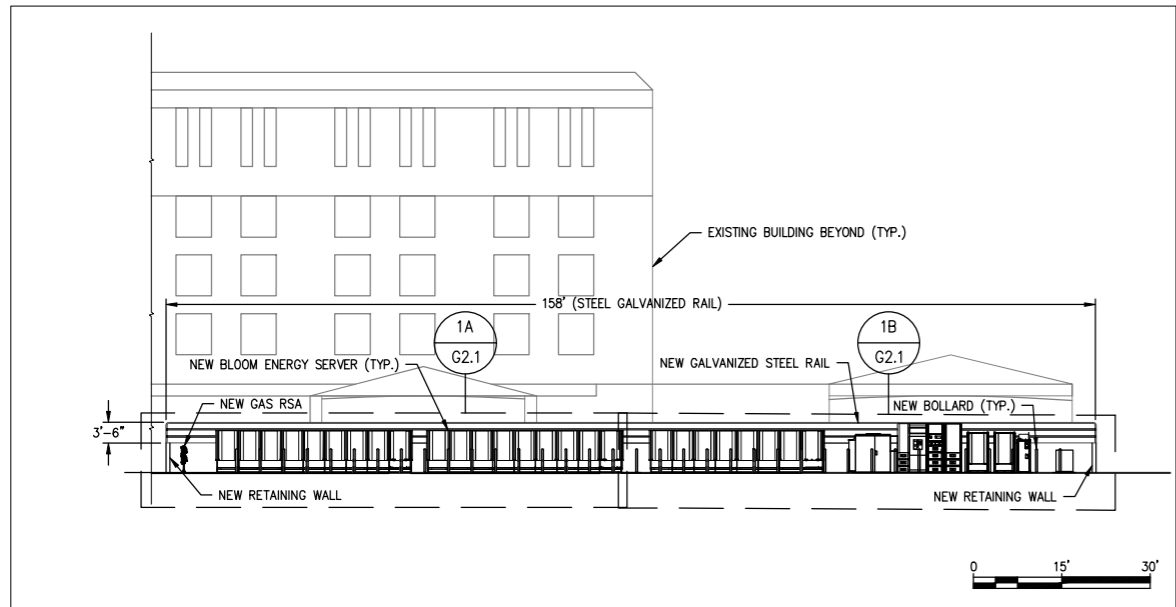 EXISTING BUILDING BEYOND (TYP.)
158' (STEEL GALVANIZED RAIL)
1A
G2.1
1B
G2.1
NEW BLOOM ENERGY SERVER (TYP.)
NEW GALVANIZED STEEL RAIL
NEW GAS RSA
NEW BOLLARD (TYP.)
3'-6"
NEW RETAINING WALL
NEW RETAINING WALL
0 15' 30'